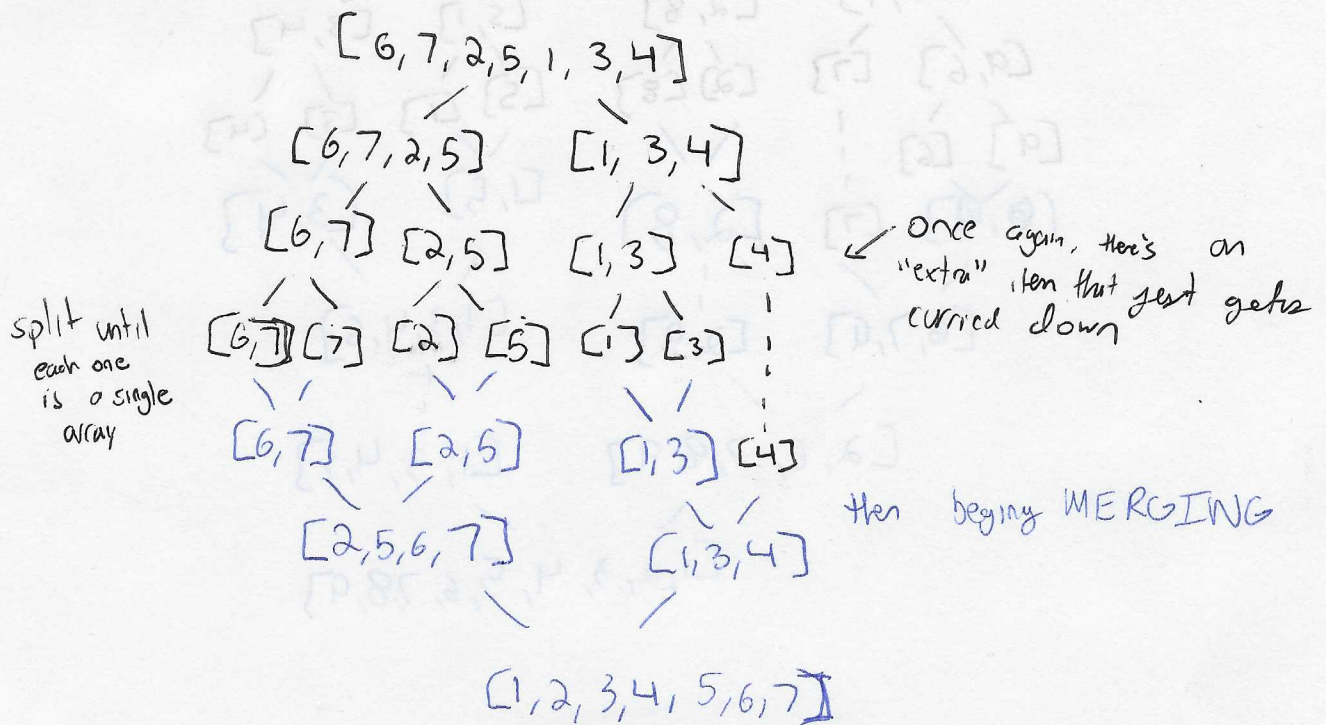 [6,7,2,5,1,3,4]
[6,7,2,5] [1,3,4]
[6,7] [2,5] [1,3] [4]
once again, there's an
"extra" item that just gets
curried down
split until
each one
is a single
array
[6] [7] [2] [5] [1] [3]
[6,7] [2,5] [1,3] [4]
then beginy MERGING
[2,5,6,7] [1,3,4]
[1,2,3,4,5,6,7]